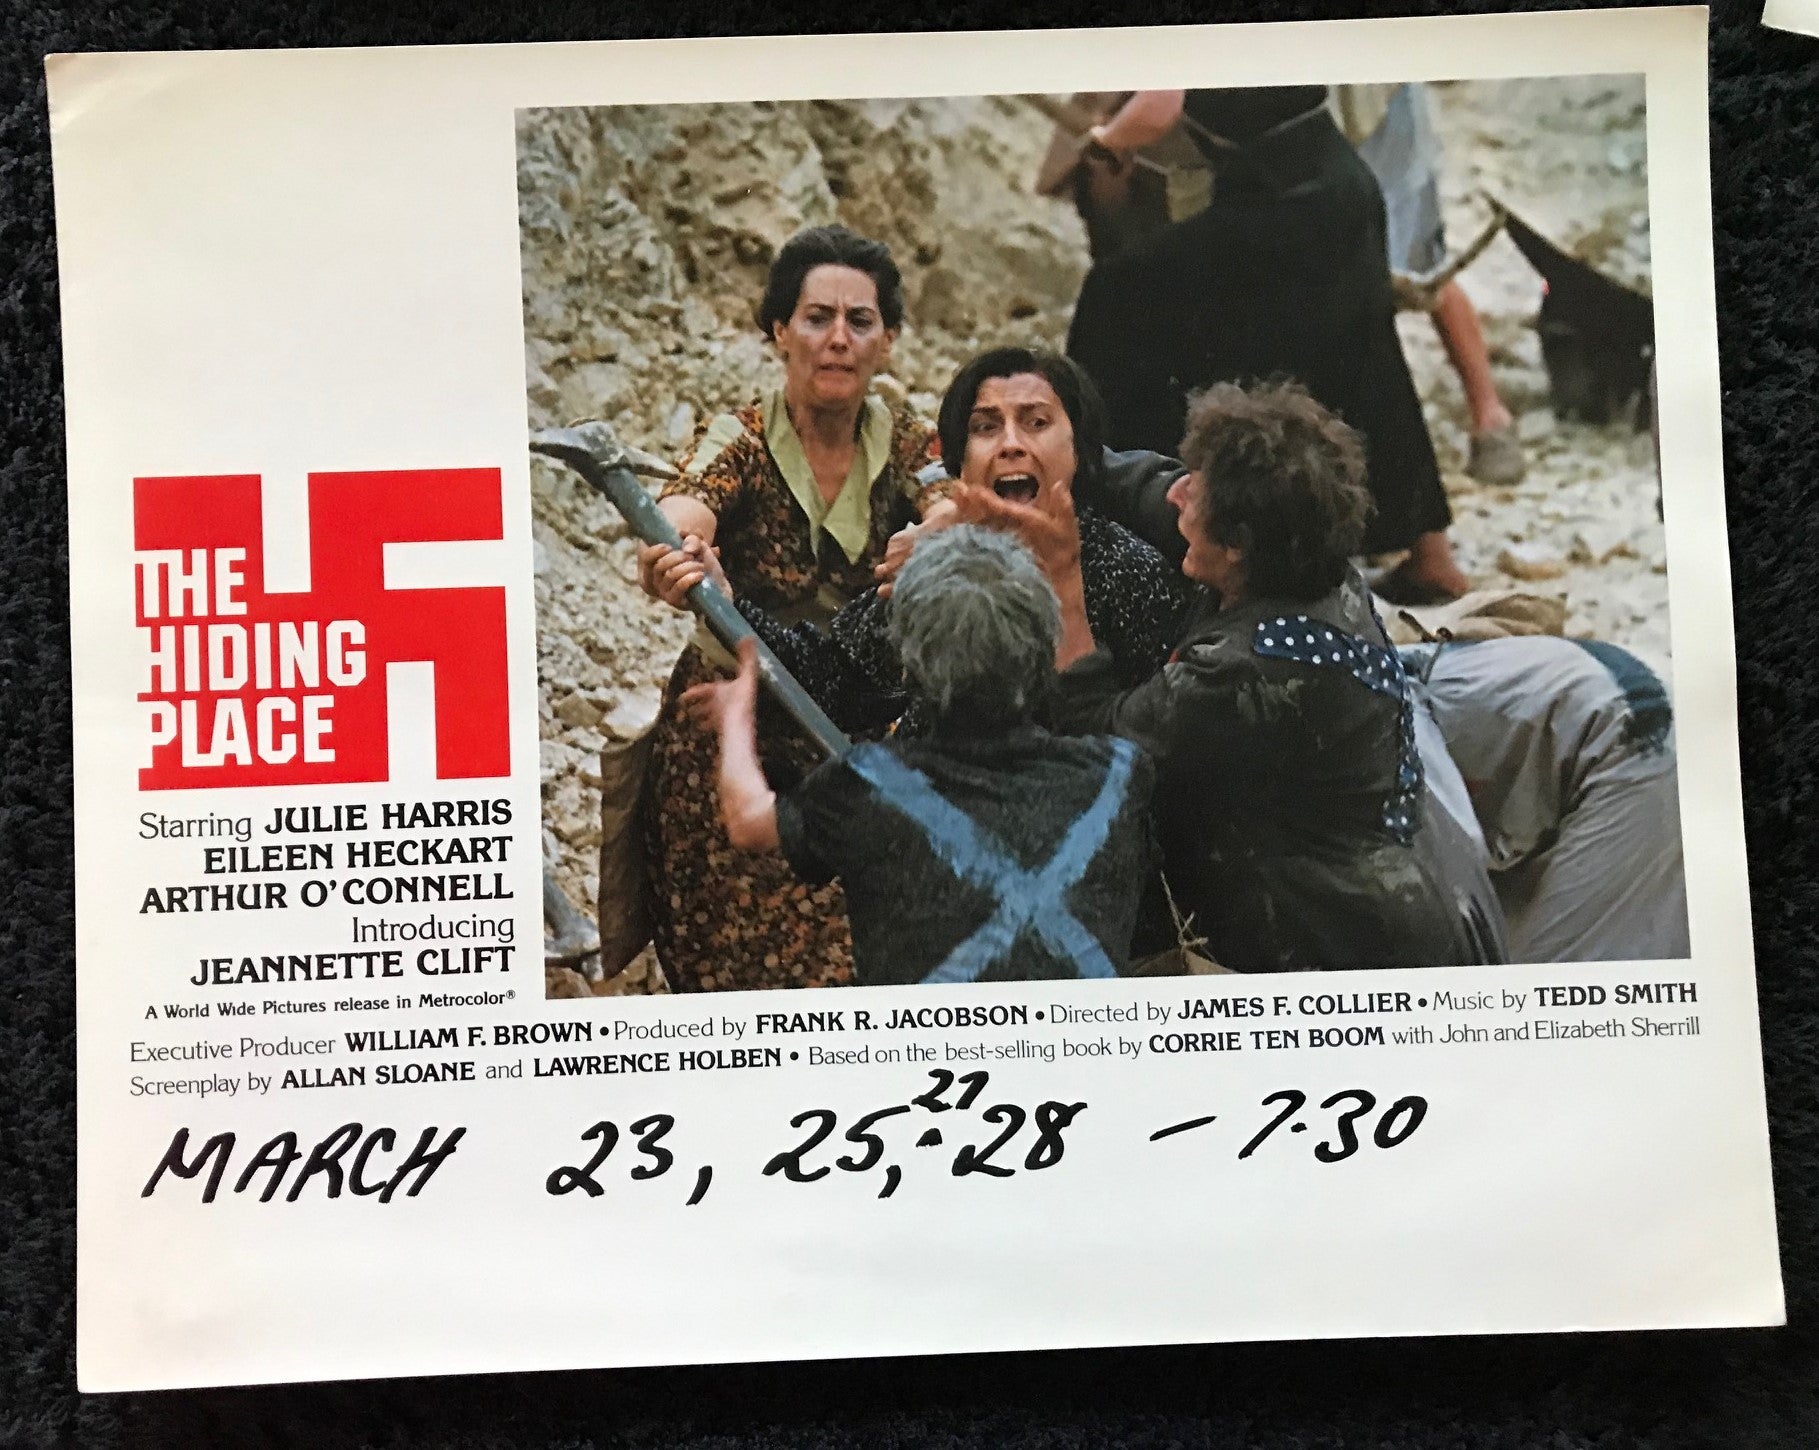 THE
HIDING
PLACE
Starring JULIE HARRIS
EILEEN HECKART
ARTHUR O'CONNELL
Introducing
JEANNETTE CLIFT
A World Wide Pictures release in Metrocolor®
Executive Producer WILLIAM F. BROWN • Produced by FRANK R. JACOBSON • Directed by JAMES F. COLLIER • Music by TEDD SMITH
Screenplay by ALLAN SLOANE and LAWRENCE HOLBEN • Based on the best-selling book by CORRIE TEN BOOM with John and Elizabeth Sherrill
MARCH 23, 25, 27-28 - 7.30